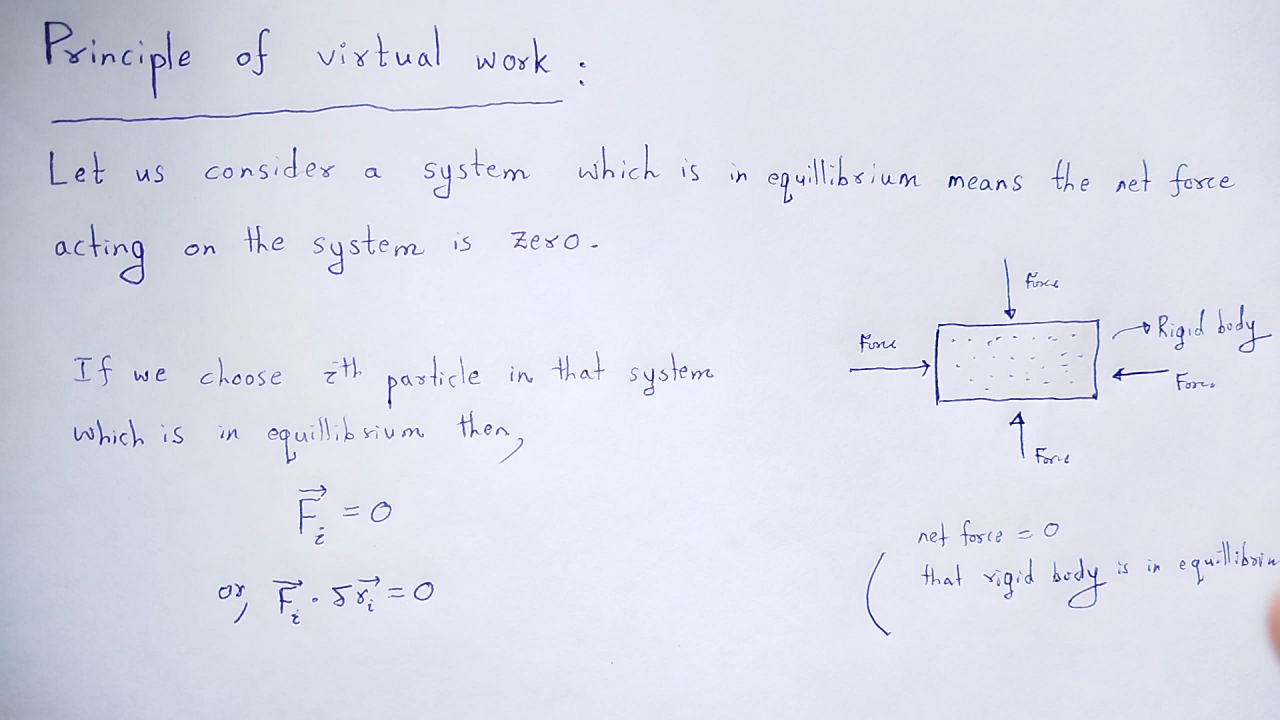 Principle of virtual work :
Let us consider a system which is in equillibrium means the net force
acting on the system is zero.
If we choose ith particle in that system
which is in equillibrium then,
F⃗ᵢ = 0
or, F⃗ᵢ . δr⃗ᵢ = 0
Force
Force
Rigid body
Force
Force
net force = 0
that rigid body is in equillibriu